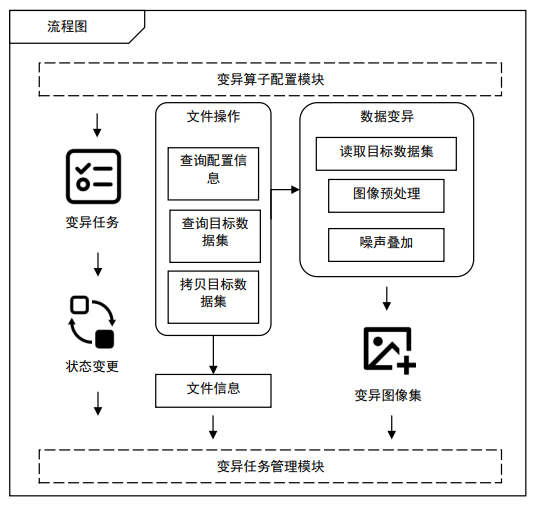 流程图
变异算子配置模块
文件操作
查询配置信
息
查询目标数
据集
拷贝目标数
据集
文件信息
数据变异
读取目标数据集
图像预处理
噪声叠加
变异任务
状态变更
变异图像集
变异任务管理模块